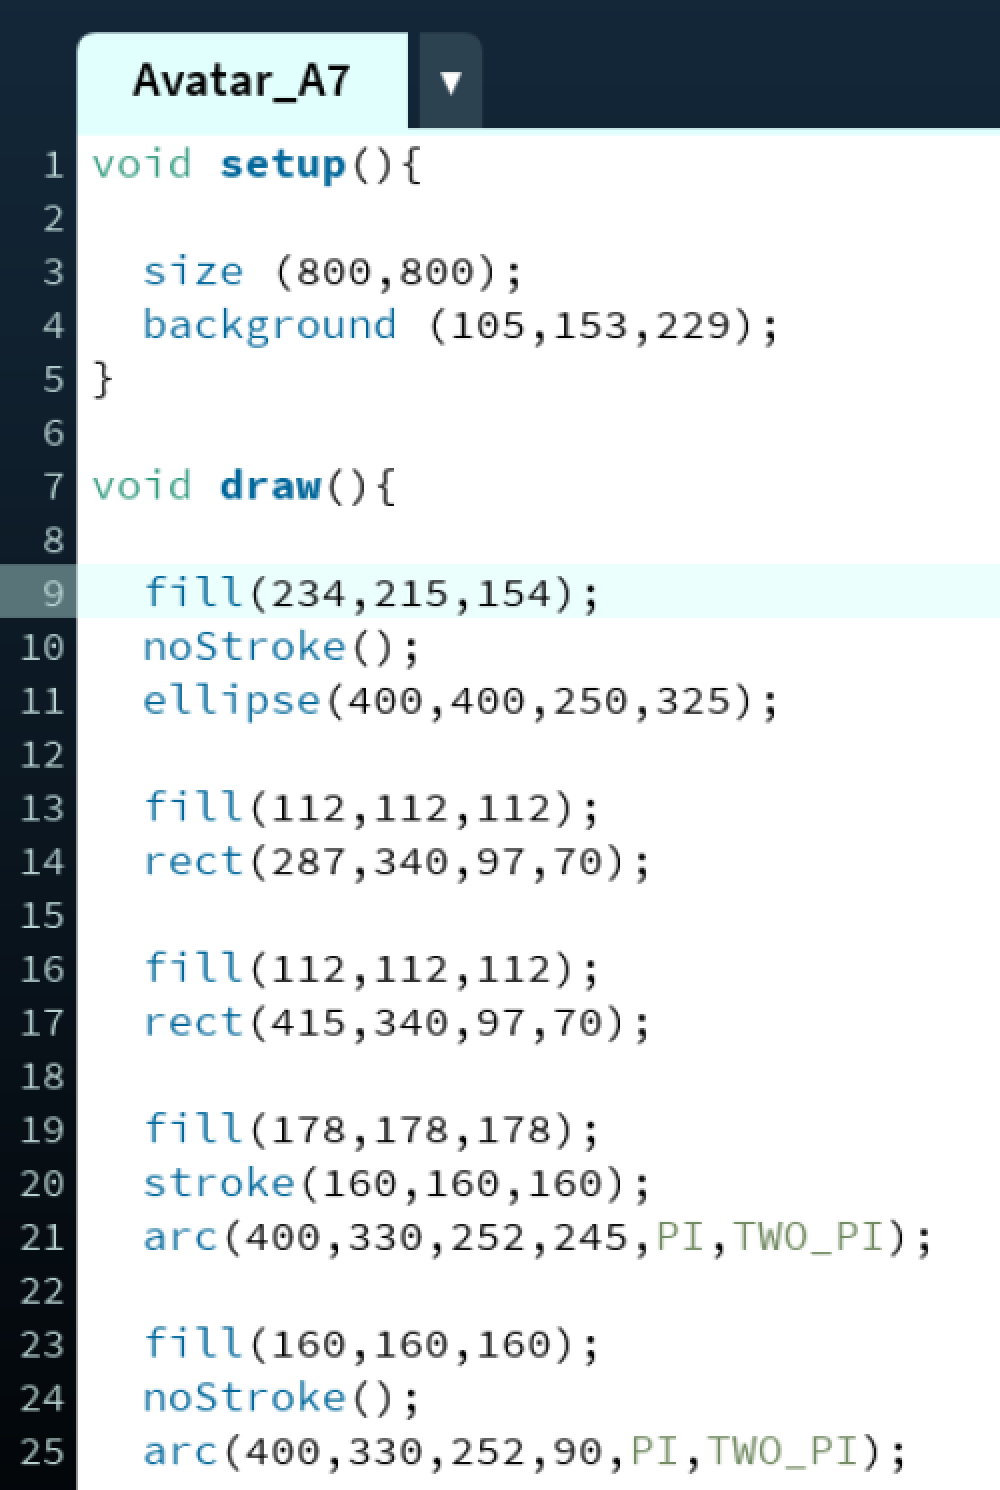 Avatar_A7 ▼
1 void setup(){
2
3 size (800,800);
4 background (105,153,229);
5 }
6
7 void draw(){
8
9 fill(234,215,154);
10 noStroke();
11 ellipse(400,400,250,325);
12
13 fill(112,112,112);
14 rect(287,340,97,70);
15
16 fill(112,112,112);
17 rect(415,340,97,70);
18
19 fill(178,178,178);
20 stroke(160,160,160);
21 arc(400,330,252,245,PI,TWO_PI);
22
23 fill(160,160,160);
24 noStroke();
25 arc(400,330,252,90,PI,TWO_PI);